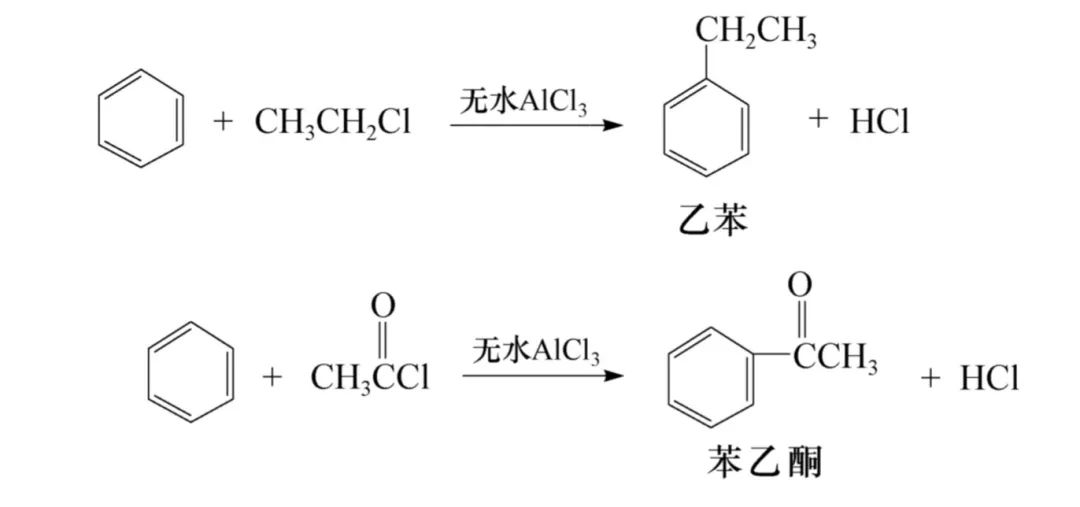 CH₂CH₃
+ CH₃CH₂Cl 无水AlCl₃ + HCl
乙苯
O O
+ CH₃CCl 无水AlCl₃ CCH₃ + HCl
苯乙酮